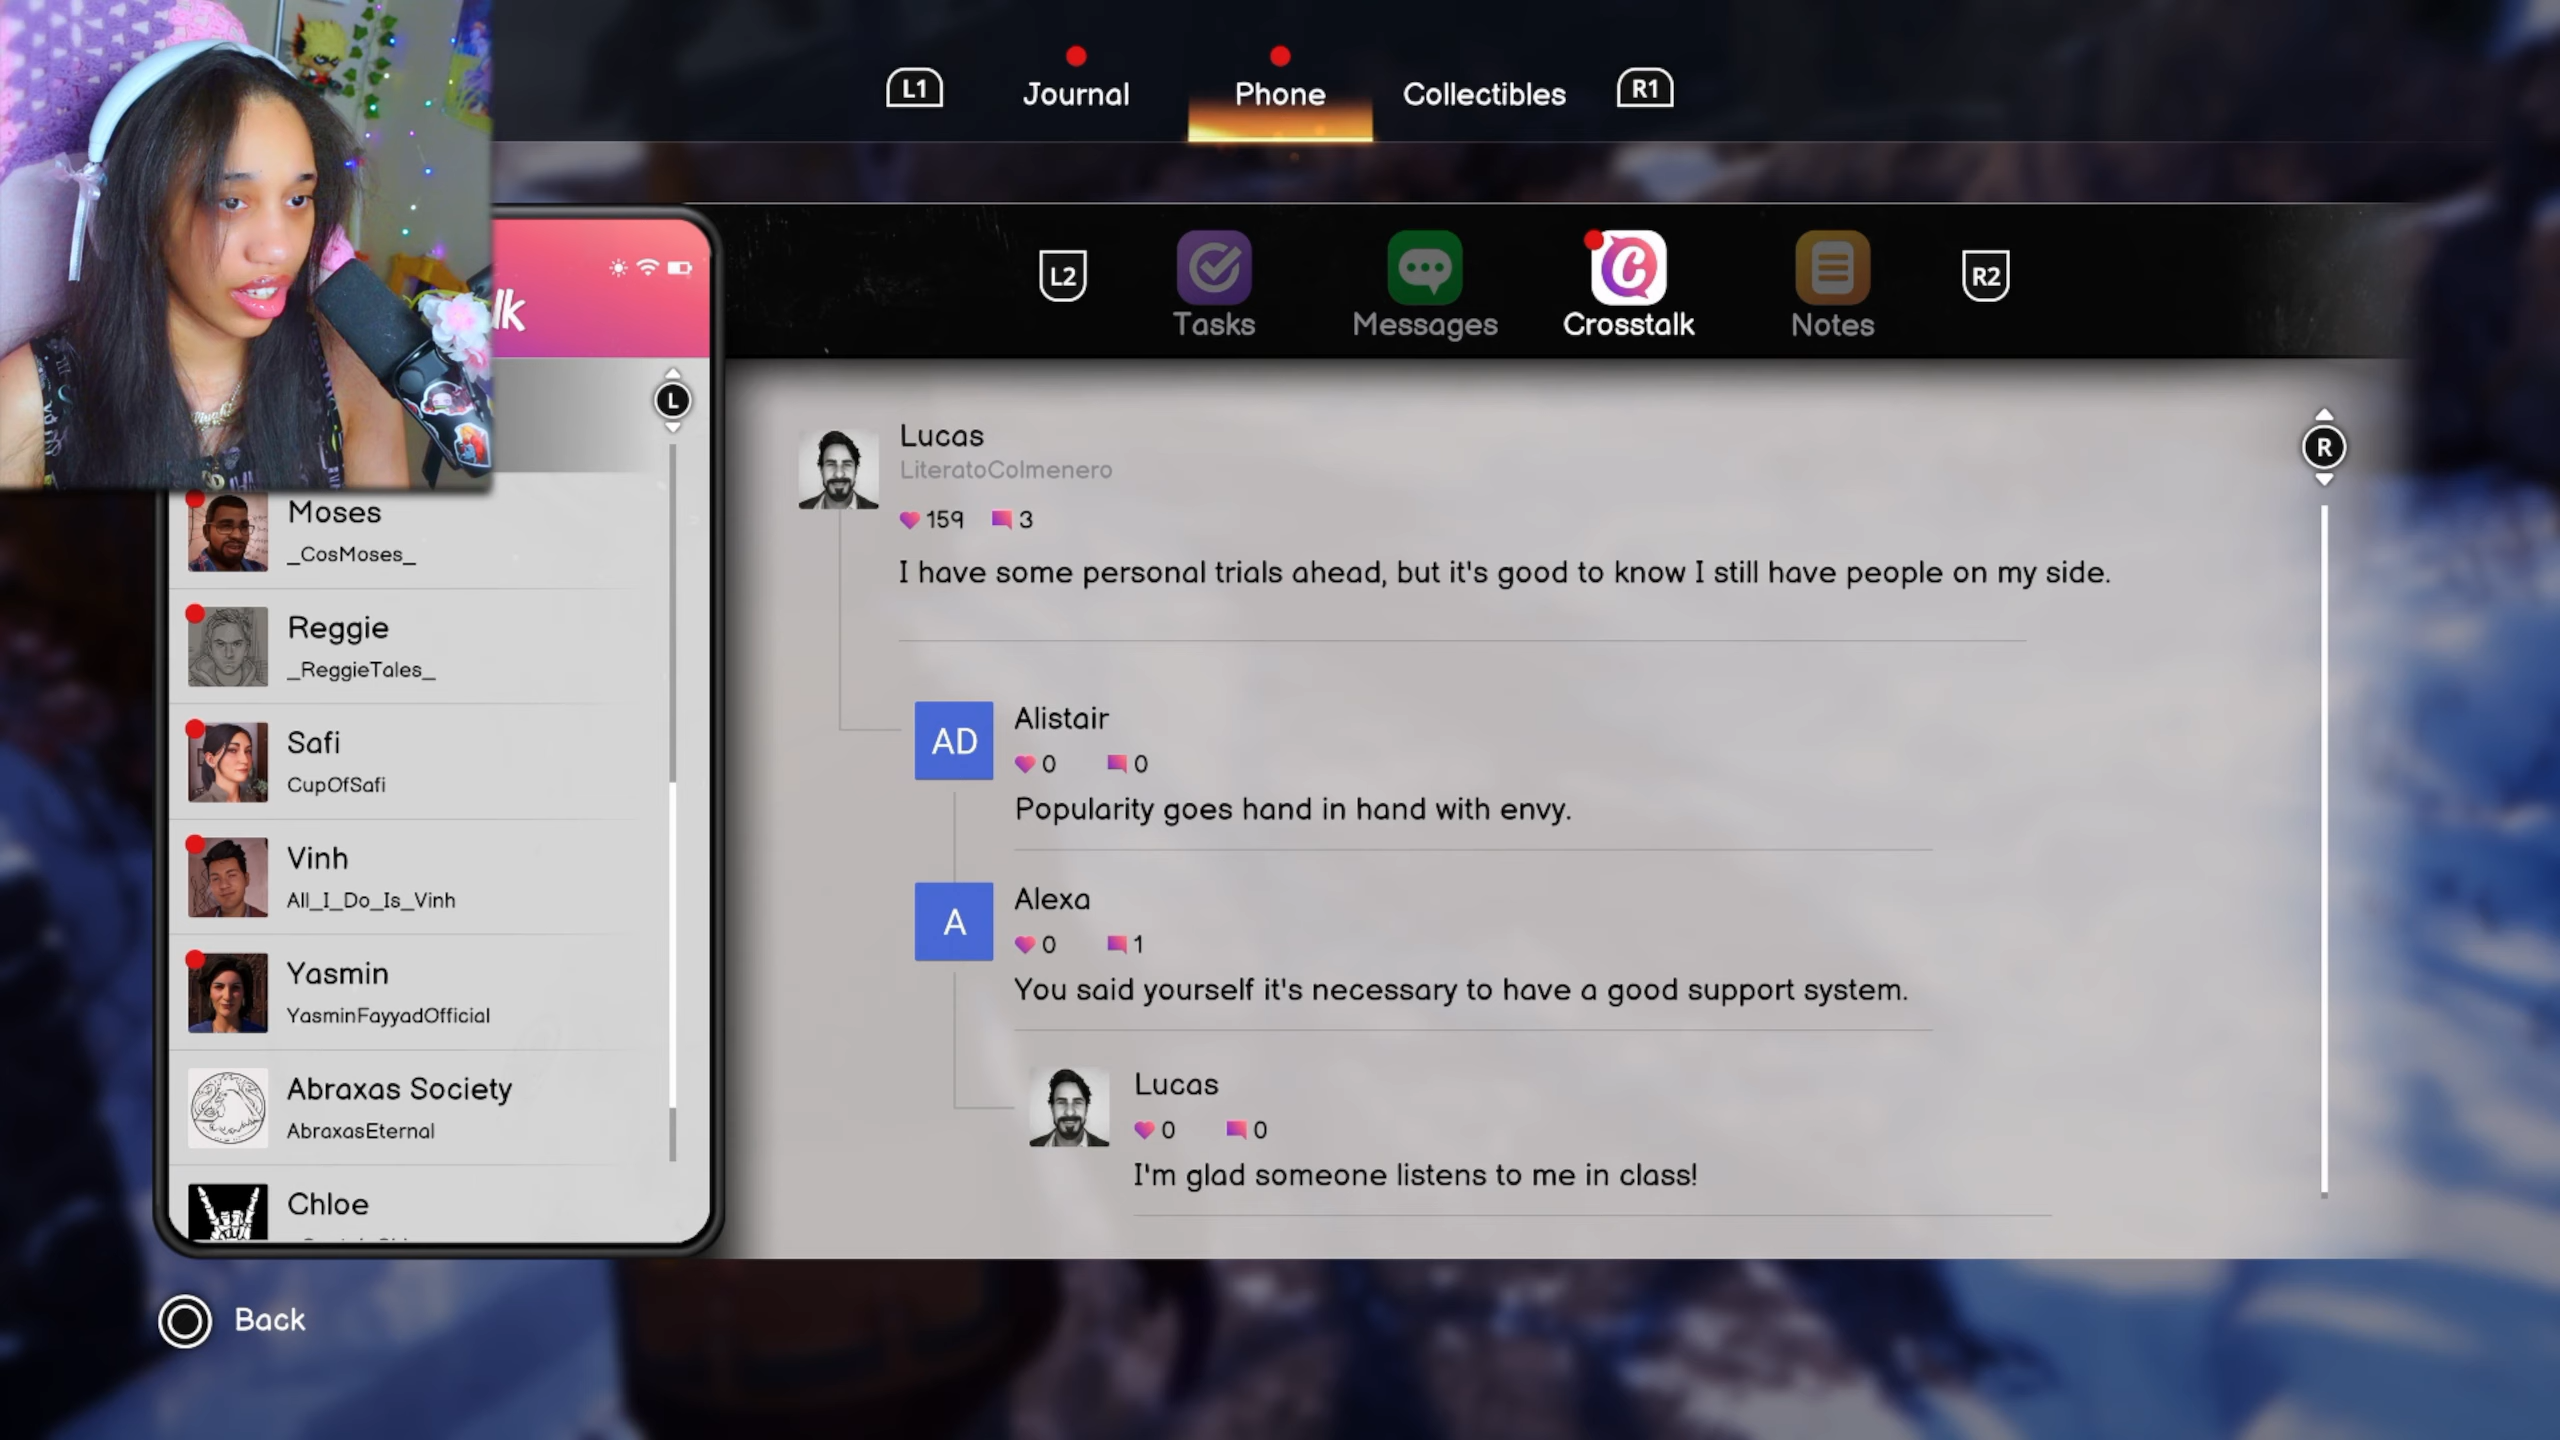 L1
Journal
Phone
Collectibles
R1
L2
Tasks
Messages
Crosstalk
Notes
R2
lk
L
Moses
_CosMoses_
Reggie
_ReggieTales_
Safi
CupOfSafi
Vinh
All_I_Do_Is_Vinh
Yasmin
YasminFayyadOfficial
Abraxas Society
AbraxasEternal
Chloe
Lucas
LiteratoColmenero
159 3
I have some personal trials ahead, but it's good to know I still have people on my side.
R
AD
Alistair
0 0
Popularity goes hand in hand with envy.
A
Alexa
0 1
You said yourself it's necessary to have a good support system.
Lucas
0 0
I'm glad someone listens to me in class!
Back